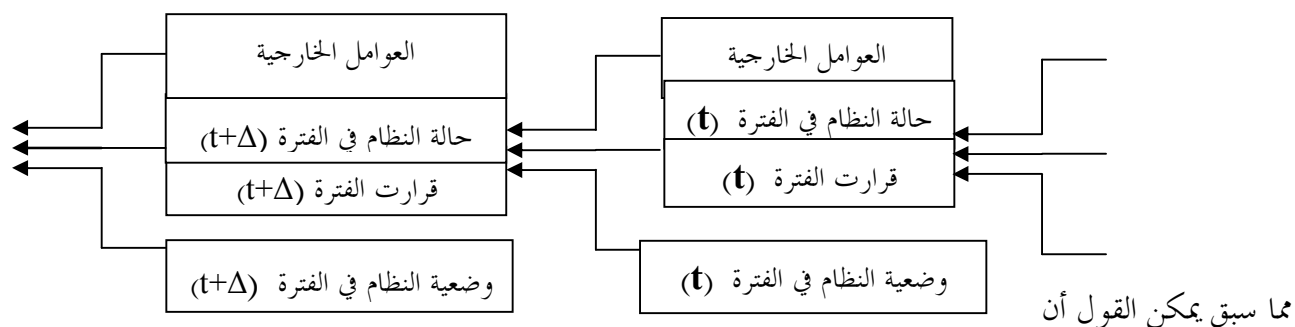 العوامل الخارجية
حالة النظام في الفترة (t)
قرارت الفترة (t)
وضعية النظام في الفترة (t)
العوامل الخارجية
حالة النظام في الفترة (t+Δ)
قرارت الفترة (t+Δ)
وضعية النظام في الفترة (t+Δ)
مما سبق يمكن القول أن